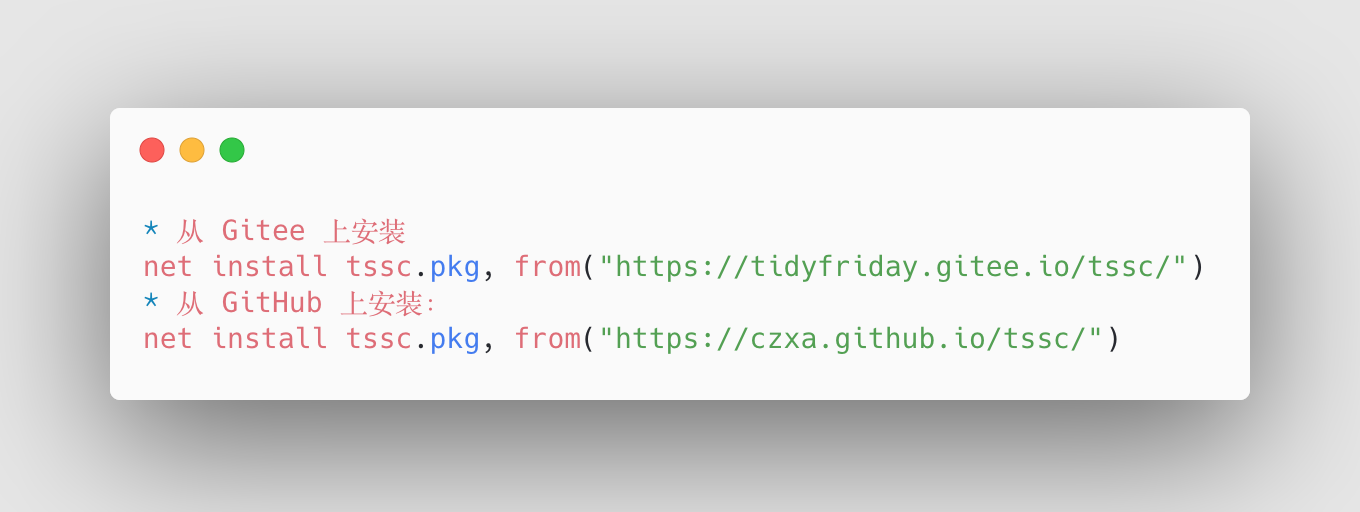 * 从 Gitee 上安装
net install tssc.pkg, from("https://tidyfriday.gitee.io/tssc/")
* 从 GitHub 上安装：
net install tssc.pkg, from("https://czxa.github.io/tssc/")